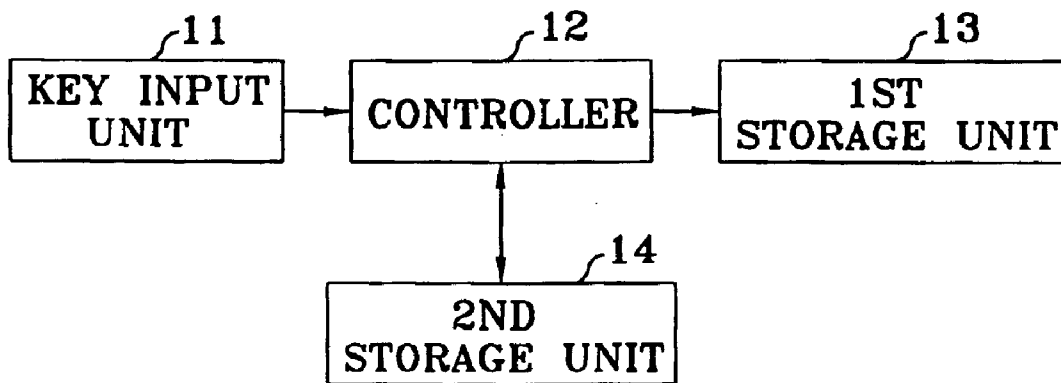 11
KEY INPUT
UNIT
12
CONTROLLER
13
1ST
STORAGE UNIT
14
2ND
STORAGE UNIT